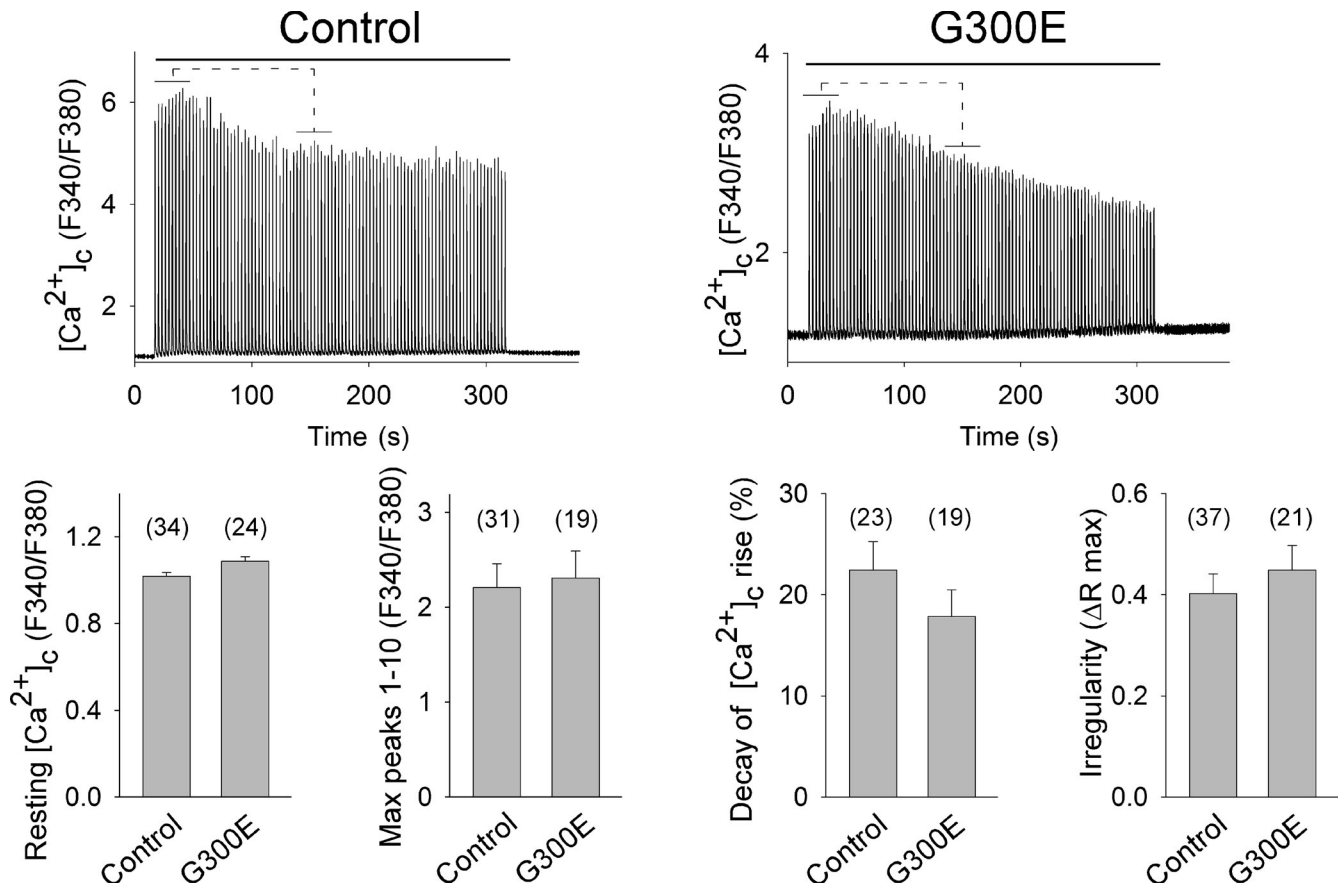 Control
[Ca²⁺]c (F340/F380)
6
4
2
0
100
200
300
Time (s)
G300E
[Ca²⁺]c (F340/F380)
4
2
0
100
200
300
Time (s)
Resting [Ca²⁺]c (F340/F380)
1.2
0.8
0.4
0.0
(34)
(24)
Control
G300E
Max peaks 1-10 (F340/F380)
3
2
1
0
(31)
(19)
Control
G300E
Decay of [Ca²⁺]c rise (%)
30
20
10
0
(23)
(19)
Control
G300E
Irregularity (ΔR max)
0.6
0.4
0.2
0.0
(37)
(21)
Control
G300E